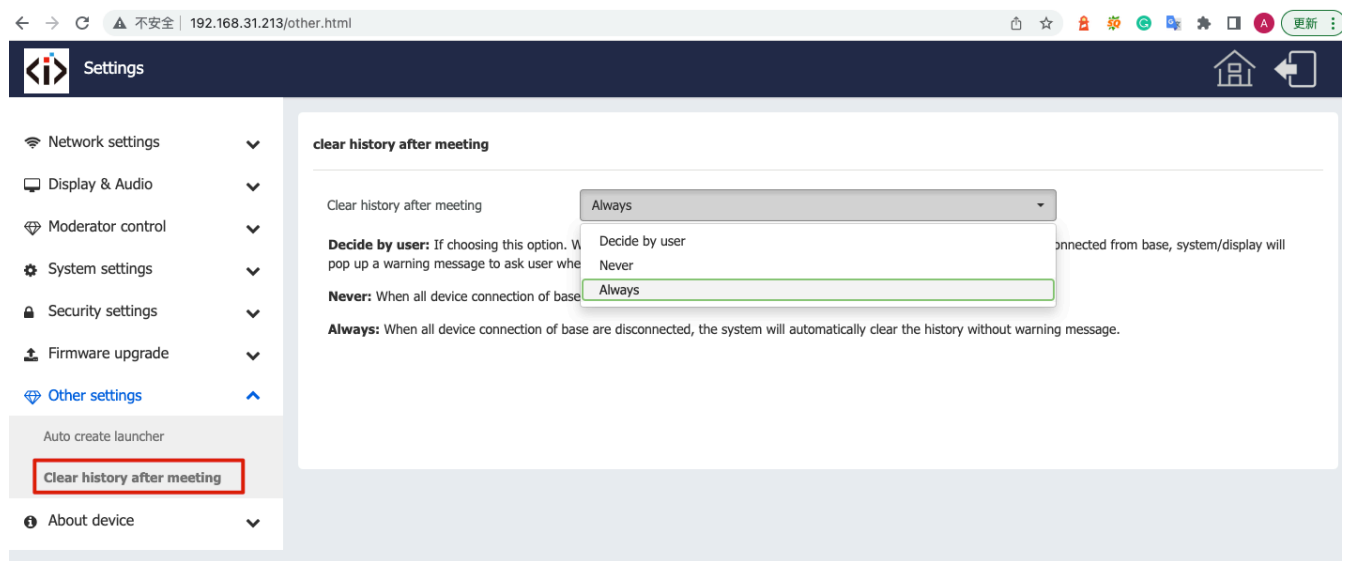 不安全 192.168.31.213/other.html
A 更新
<i> Settings
Network settings
Display & Audio
Moderator control
System settings
Security settings
Firmware upgrade
Other settings
Auto create launcher
Clear history after meeting
About device
clear history after meeting
Clear history after meeting Always
Decide by user
Never
Always
Decide by user: If choosing this option. W onnected from base, system/display will
pop up a warning message to ask user whe
Never: When all device connection of base
Always: When all device connection of base are disconnected, the system will automatically clear the history without warning message.